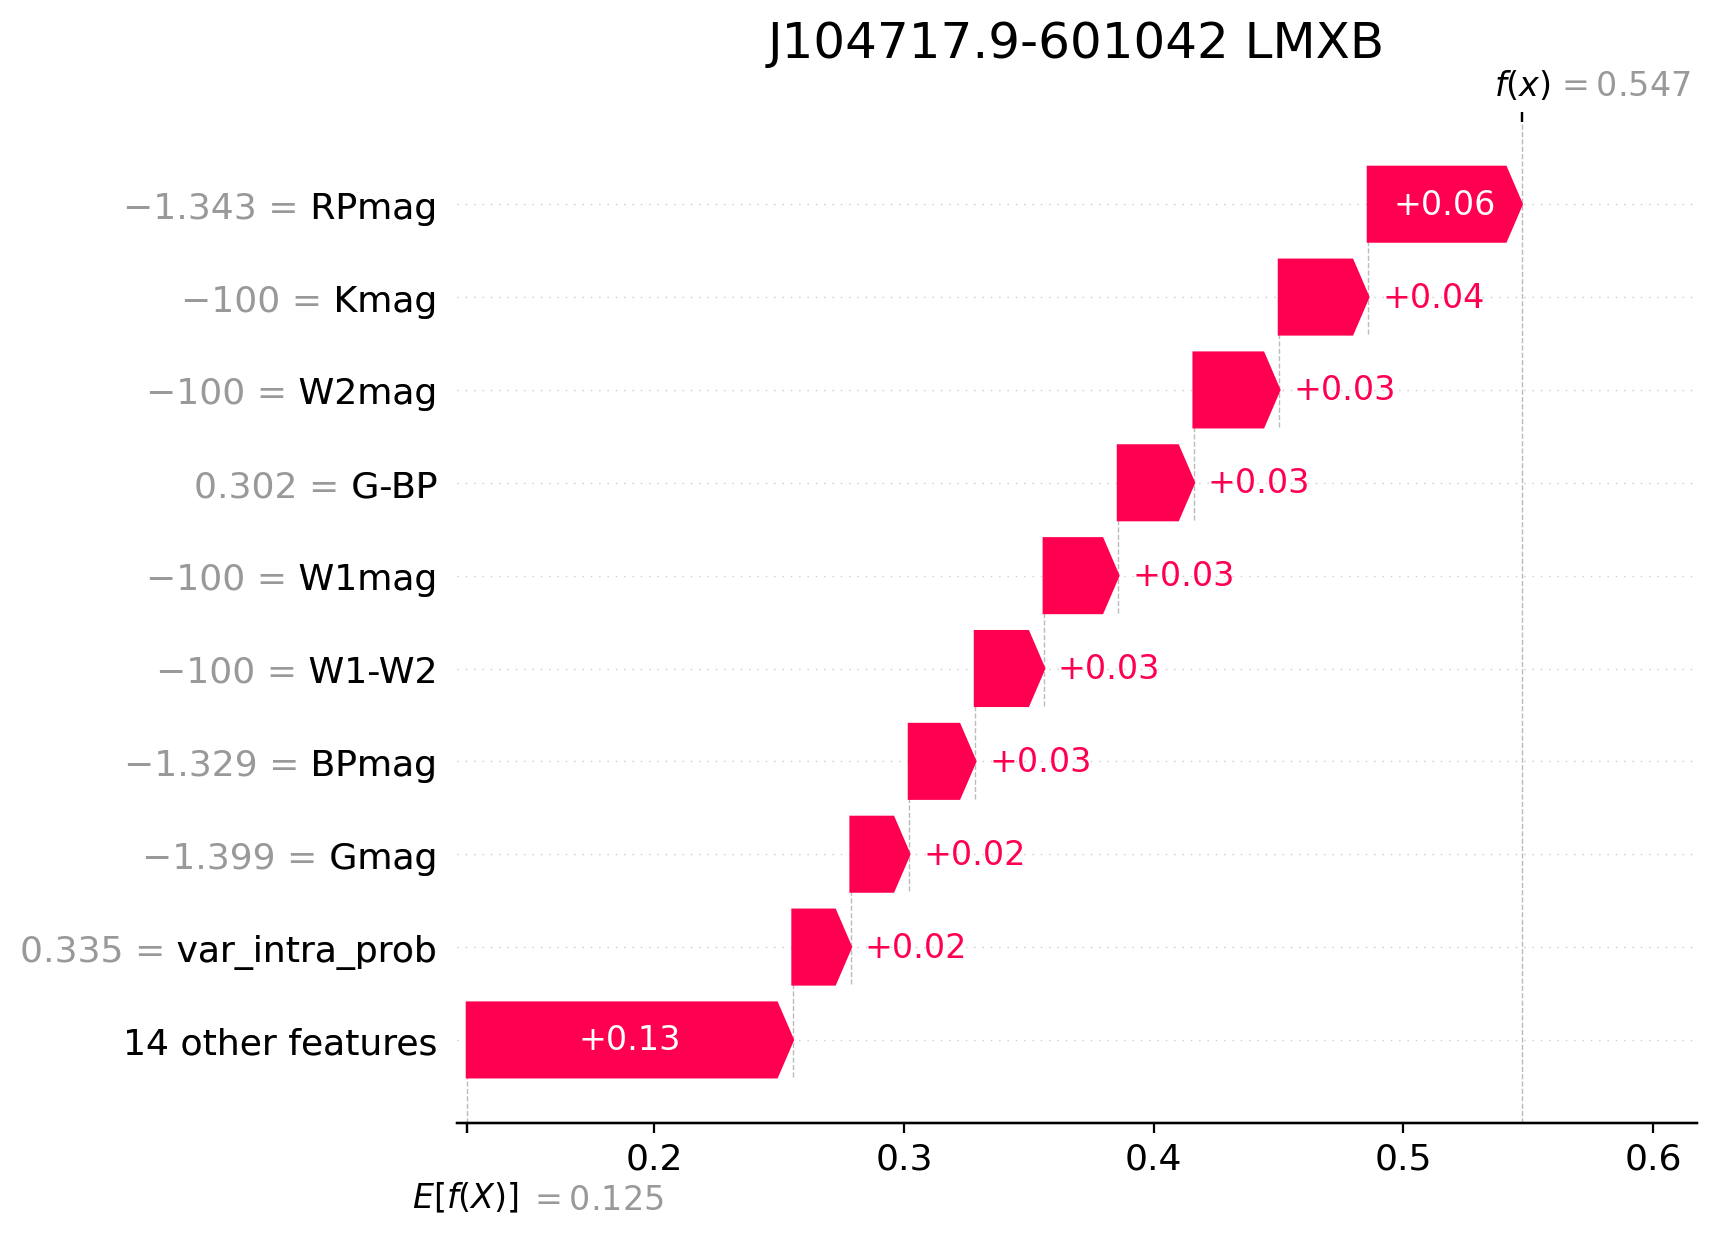 J104717.9-601042 LMXB
f(x) = 0.547
−1.343 = RPmag
+0.06
−100 = Kmag
+0.04
−100 = W2mag
+0.03
0.302 = G-BP
+0.03
−100 = W1mag
+0.03
−100 = W1-W2
+0.03
−1.329 = BPmag
+0.03
−1.399 = Gmag
+0.02
0.335 = var_intra_prob
+0.02
14 other features
+0.13
0.2 0.3 0.4 0.5 0.6
E[f(X)] = 0.125